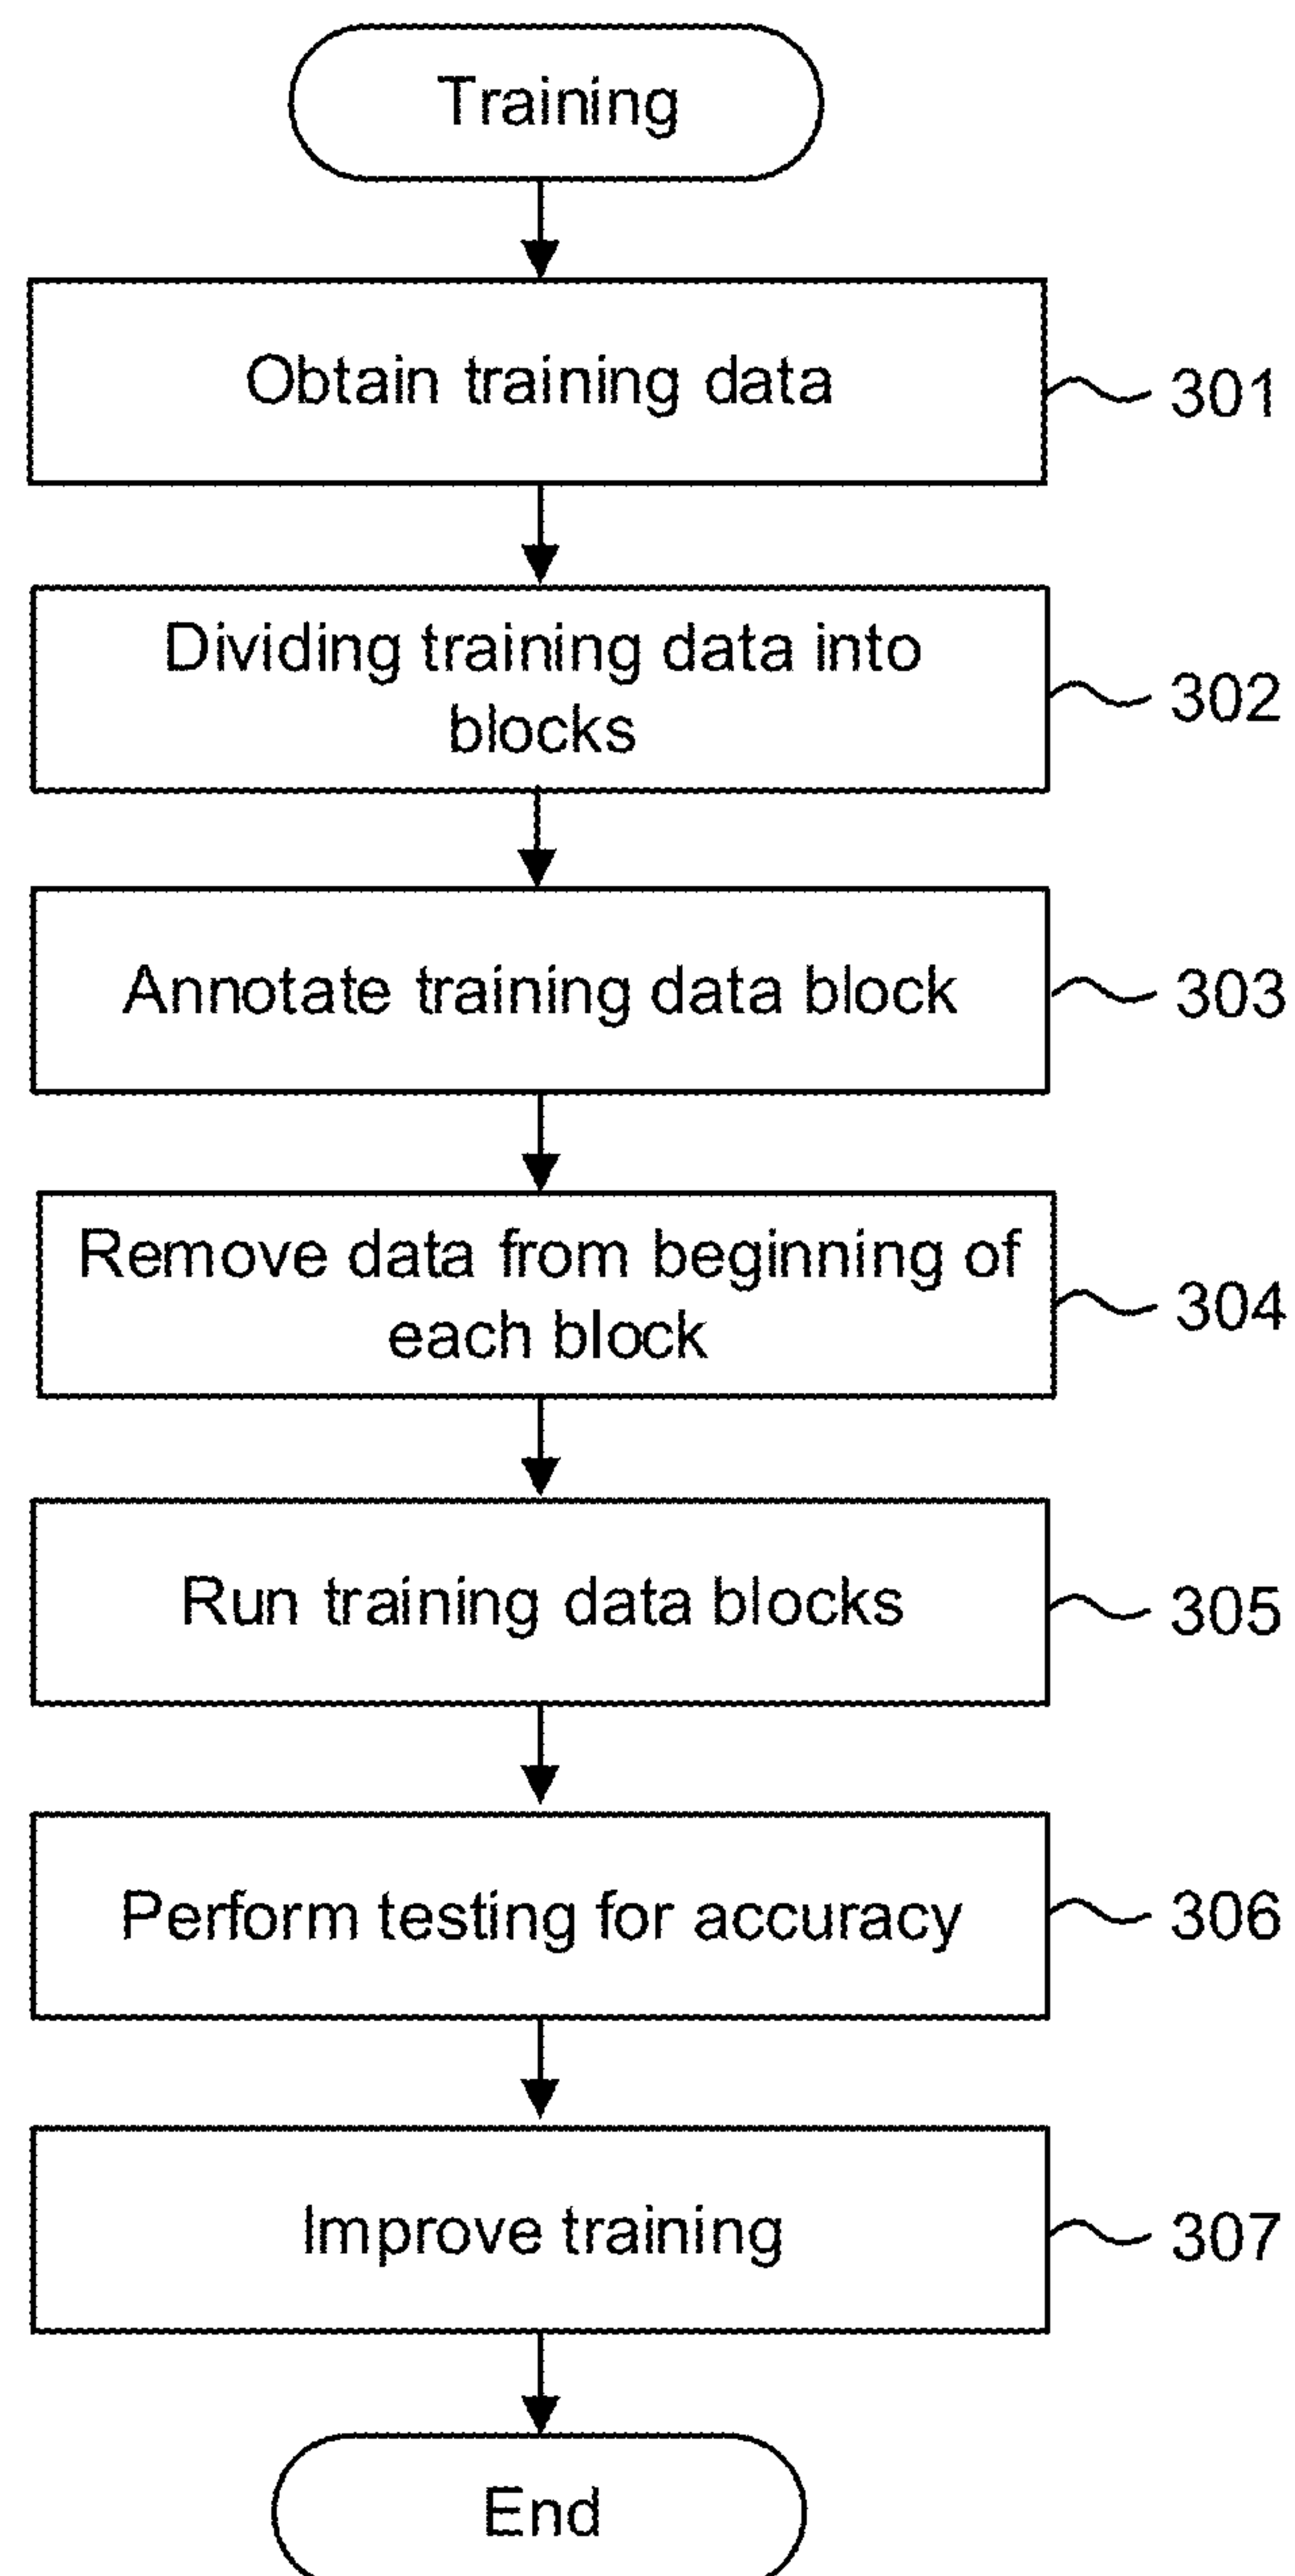 Training
Obtain training data
301
Dividing training data into
blocks
302
Annotate training data block
303
Remove data from beginning of
each block
304
Run training data blocks
305
Perform testing for accuracy
306
Improve training
307
End